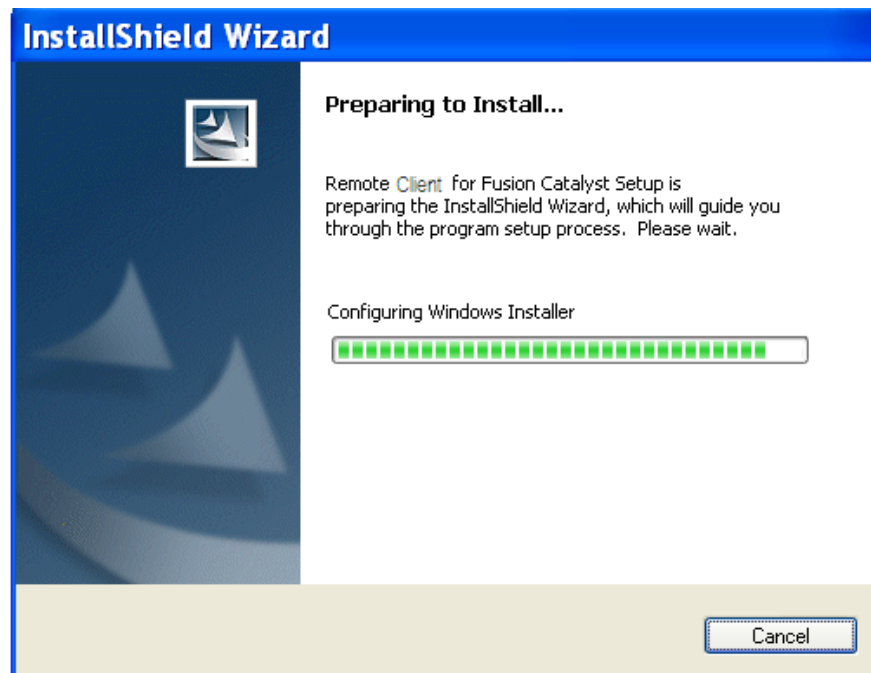 InstallShield Wizard
Preparing to Install...
Remote Client for Fusion Catalyst Setup is
preparing the InstallShield Wizard, which will guide you
through the program setup process. Please wait.
Configuring Windows Installer
Cancel